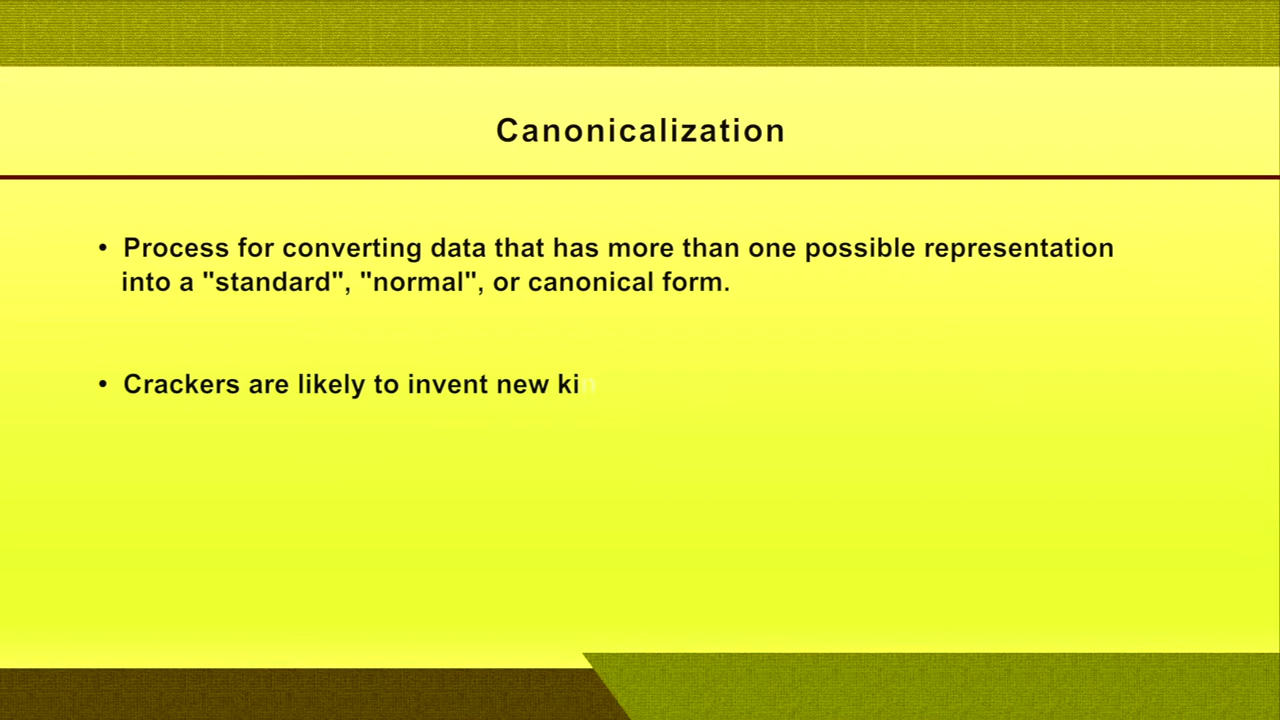 Canonicalization
• Process for converting data that has more than one possible representation
into a "standard", "normal", or canonical form.
• Crackers are likely to invent new kin